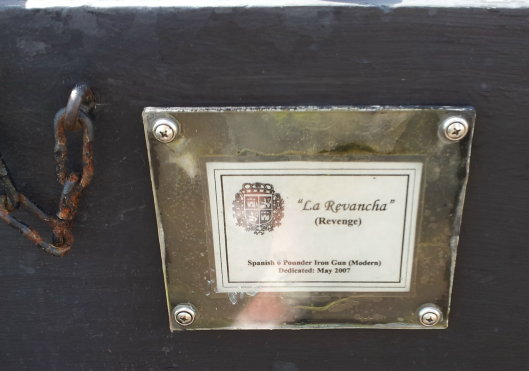 "La Revancha"
(Revenge)
Spanish 6 Pounder Iron Gun (Modern)
Dedicated: May 2007